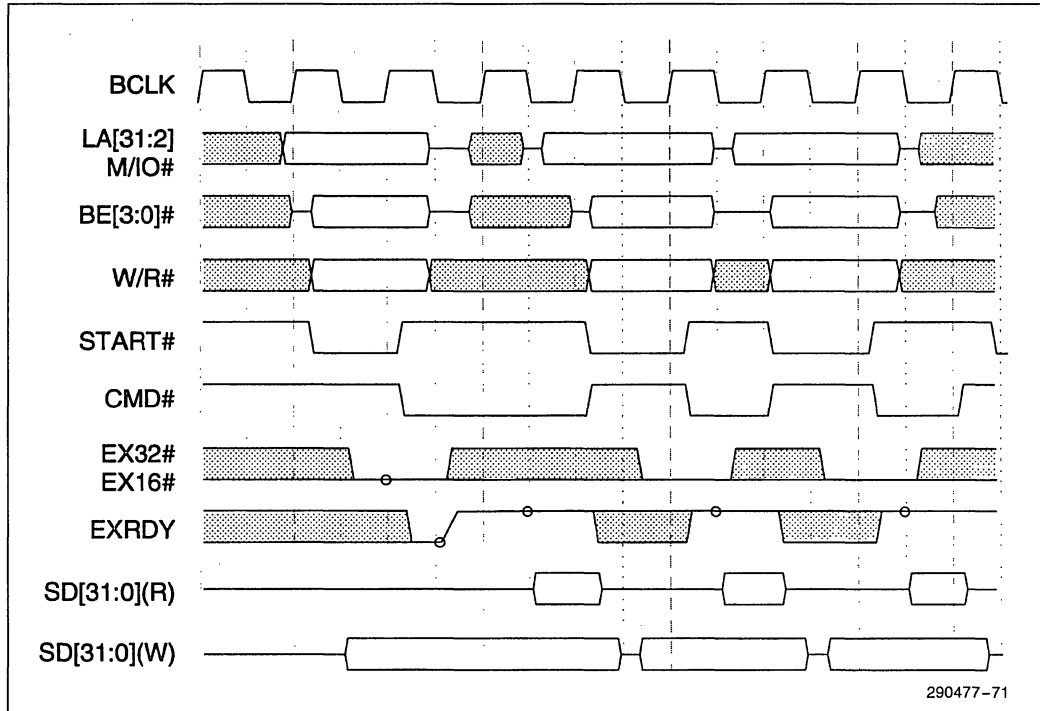 BCLK
LA[31:2]
M/IO#
BE[3:0]#
W/R#
START#
CMD#
EX32#
EX16#
EXRDY
SD[31:0](R)
SD[31:0](W)
290477–71